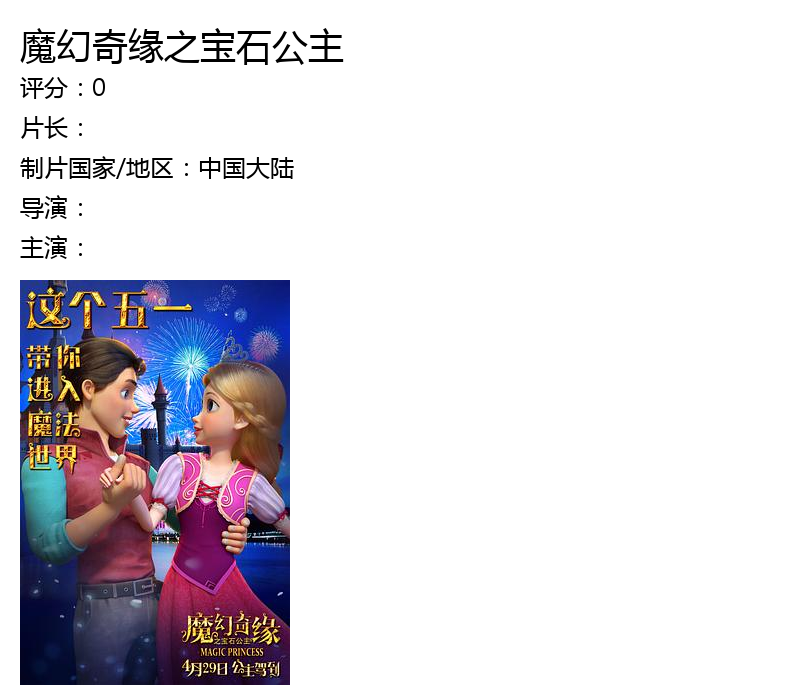 魔幻奇缘之宝石公主
评分：0
片长：
制片国家/地区：中国大陆
导演：
主演：
这个五一
带你
进入
魔法
世界
魔幻奇缘
之宝石公主
MAGIC PRINCESS
4月29日 公主驾到